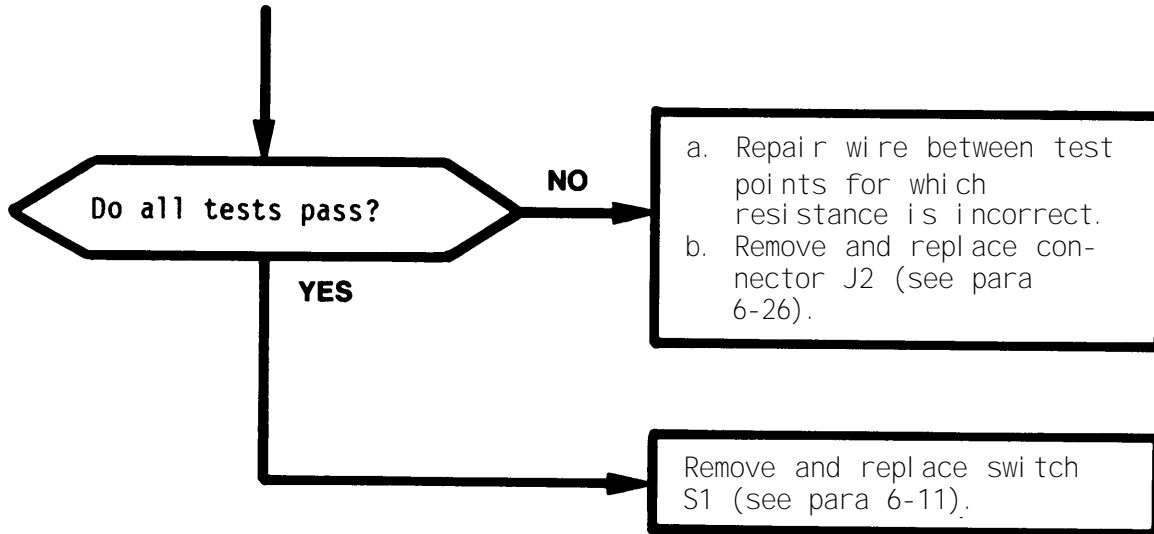 Do all tests pass?
NO
a. Repair wire between test
points for which
resistance is incorrect.
b. Remove and replace con-
nector J2 (see para
6-26).
YES
Remove and replace switch
S1 (see para 6-11).